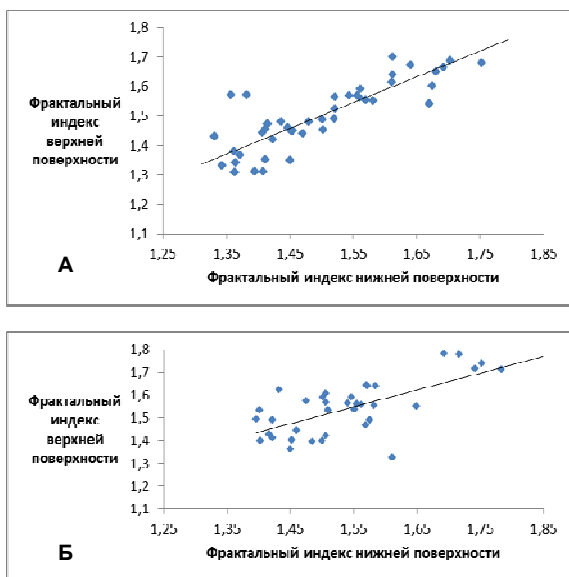 1,8
1,7
1,6
1,5
1,4
1,3
1,2
1,1
Фрактальный
индекс
верхней
поверхности
1,25 1,35 1,45 1,55 1,65 1,75 1,85
А
Фрактальный индекс нижней поверхности
1,8
1,7
1,6
1,5
1,4
1,3
1,2
1,1
Фрактальный
индекс
верхней
поверхности
1,25 1,35 1,45 1,55 1,65 1,75 1,85
Б
Фрактальный индекс нижней поверхности